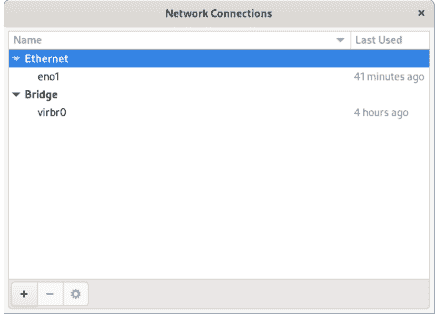 Network Connections
Name Last Used
Ethernet
eno1 41 minutes ago
Bridge
virbr0 4 hours ago